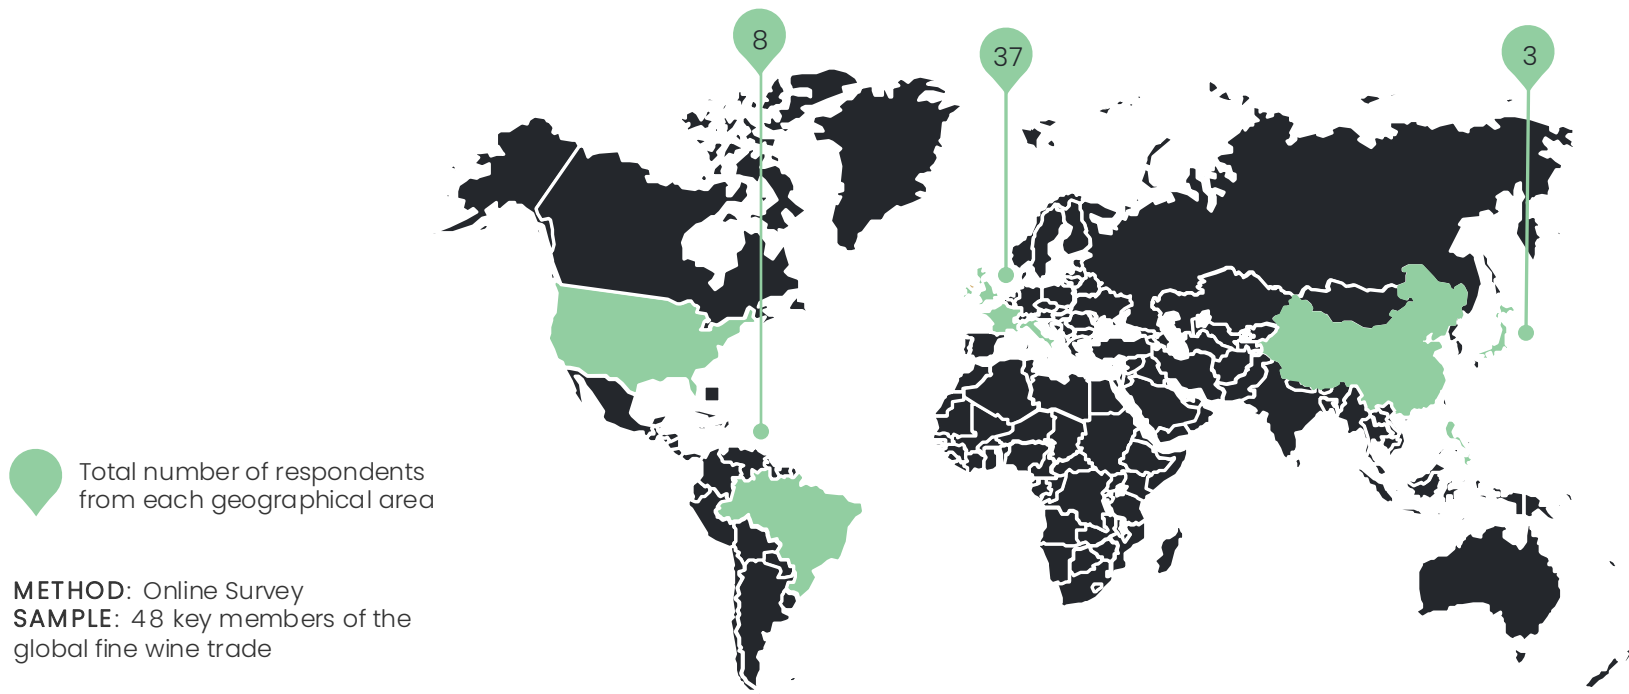 8
37
3
Total number of respondents
from each geographical area
METHOD: Online Survey
SAMPLE: 48 key members of the
global fine wine trade